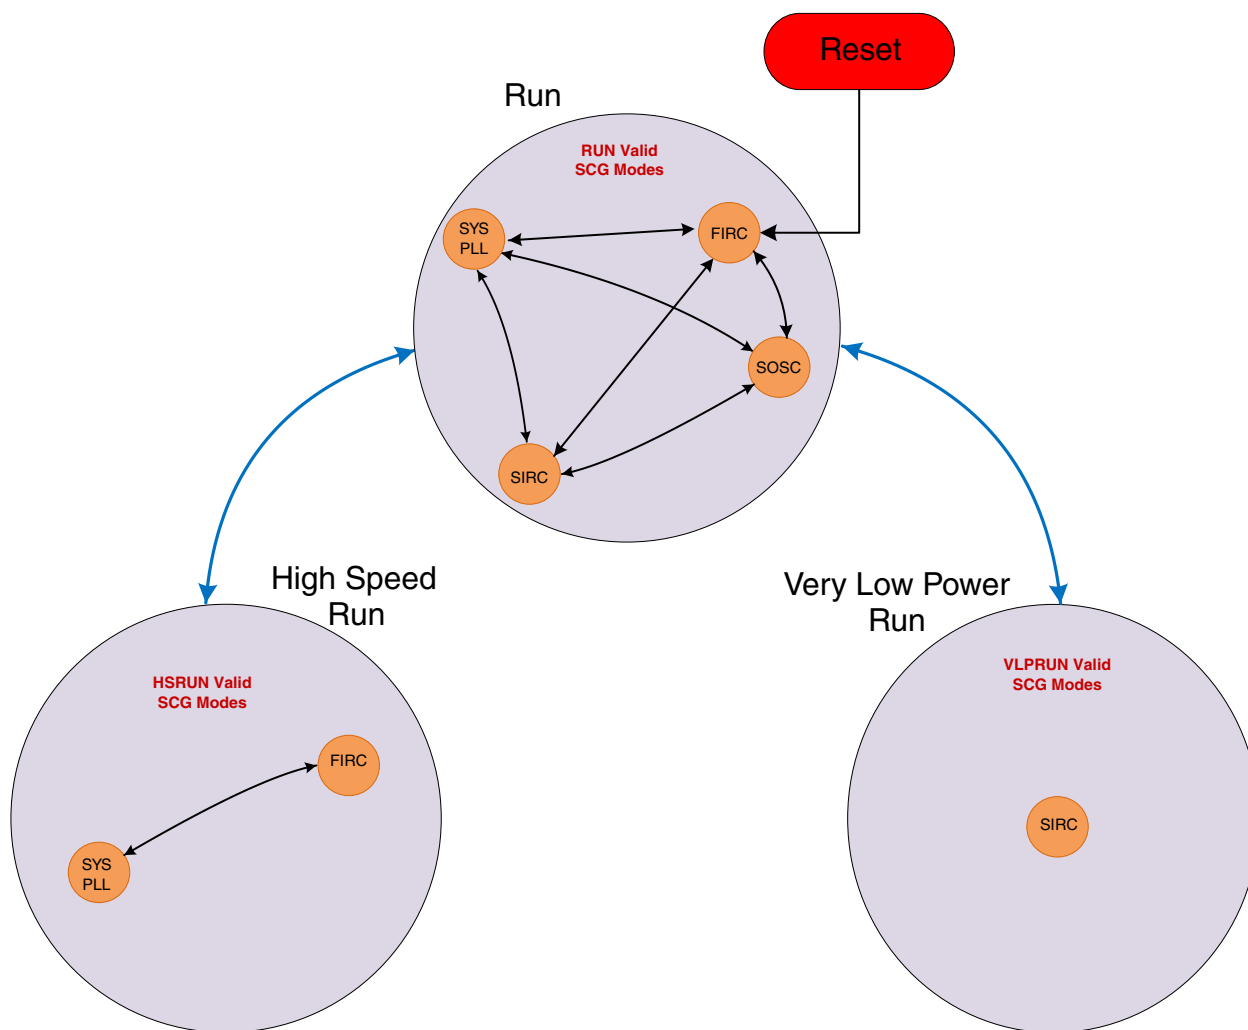 Reset
Run
RUN Valid
SCG Modes
SYS
PLL
FIRC
SOSC
SIRC
High Speed
Run
Very Low Power
Run
HSRUN Valid
SCG Modes
FIRC
SYS
PLL
VLPRUN Valid
SCG Modes
SIRC